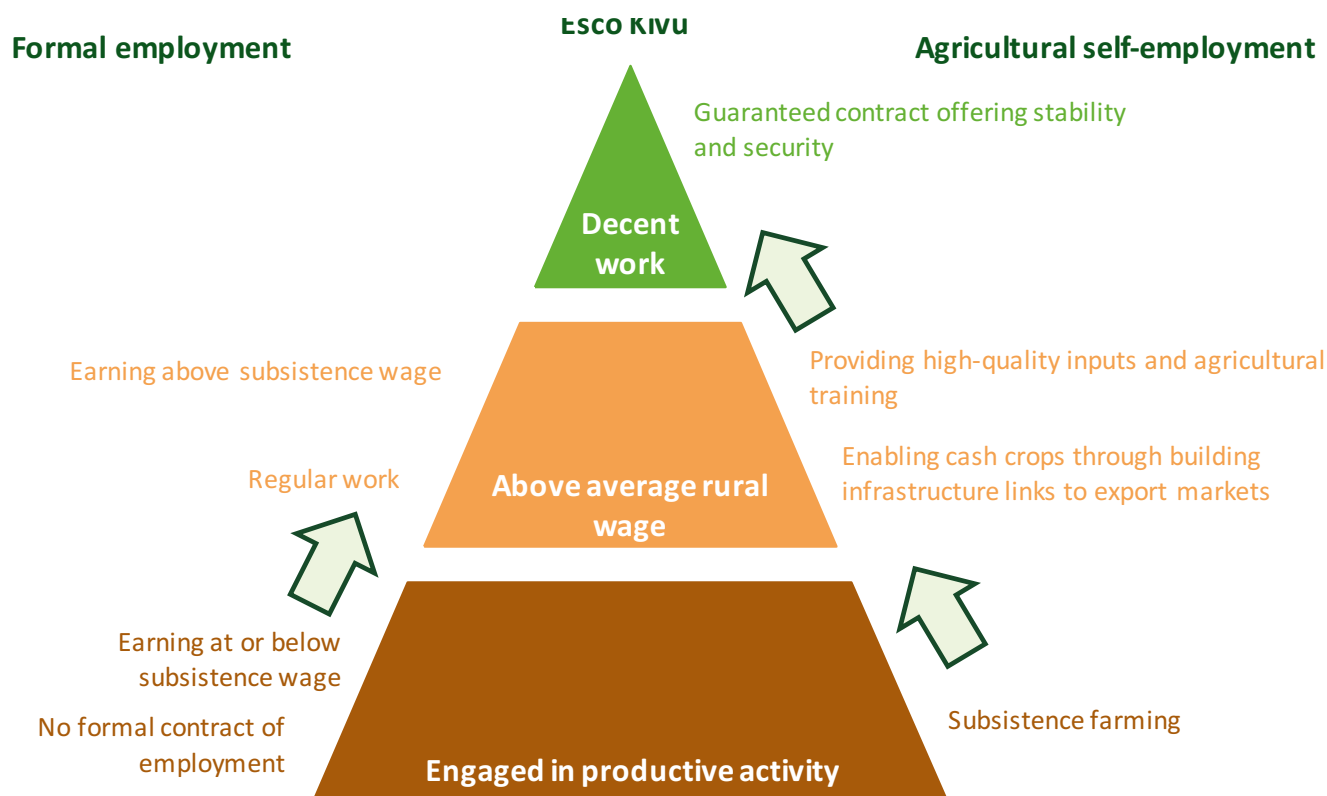 Esco Kivu
Formal employment
Agricultural self-employment
Guaranteed contract offering stability
and security
Decent
work
Earning above subsistence wage
Providing high-quality inputs and agricultural
training
Regular work
Enabling cash crops through building
infrastructure links to export markets
Above average rural
wage
Earning at or below
subsistence wage
No formal contract of
employment
Subsistence farming
Engaged in productive activity